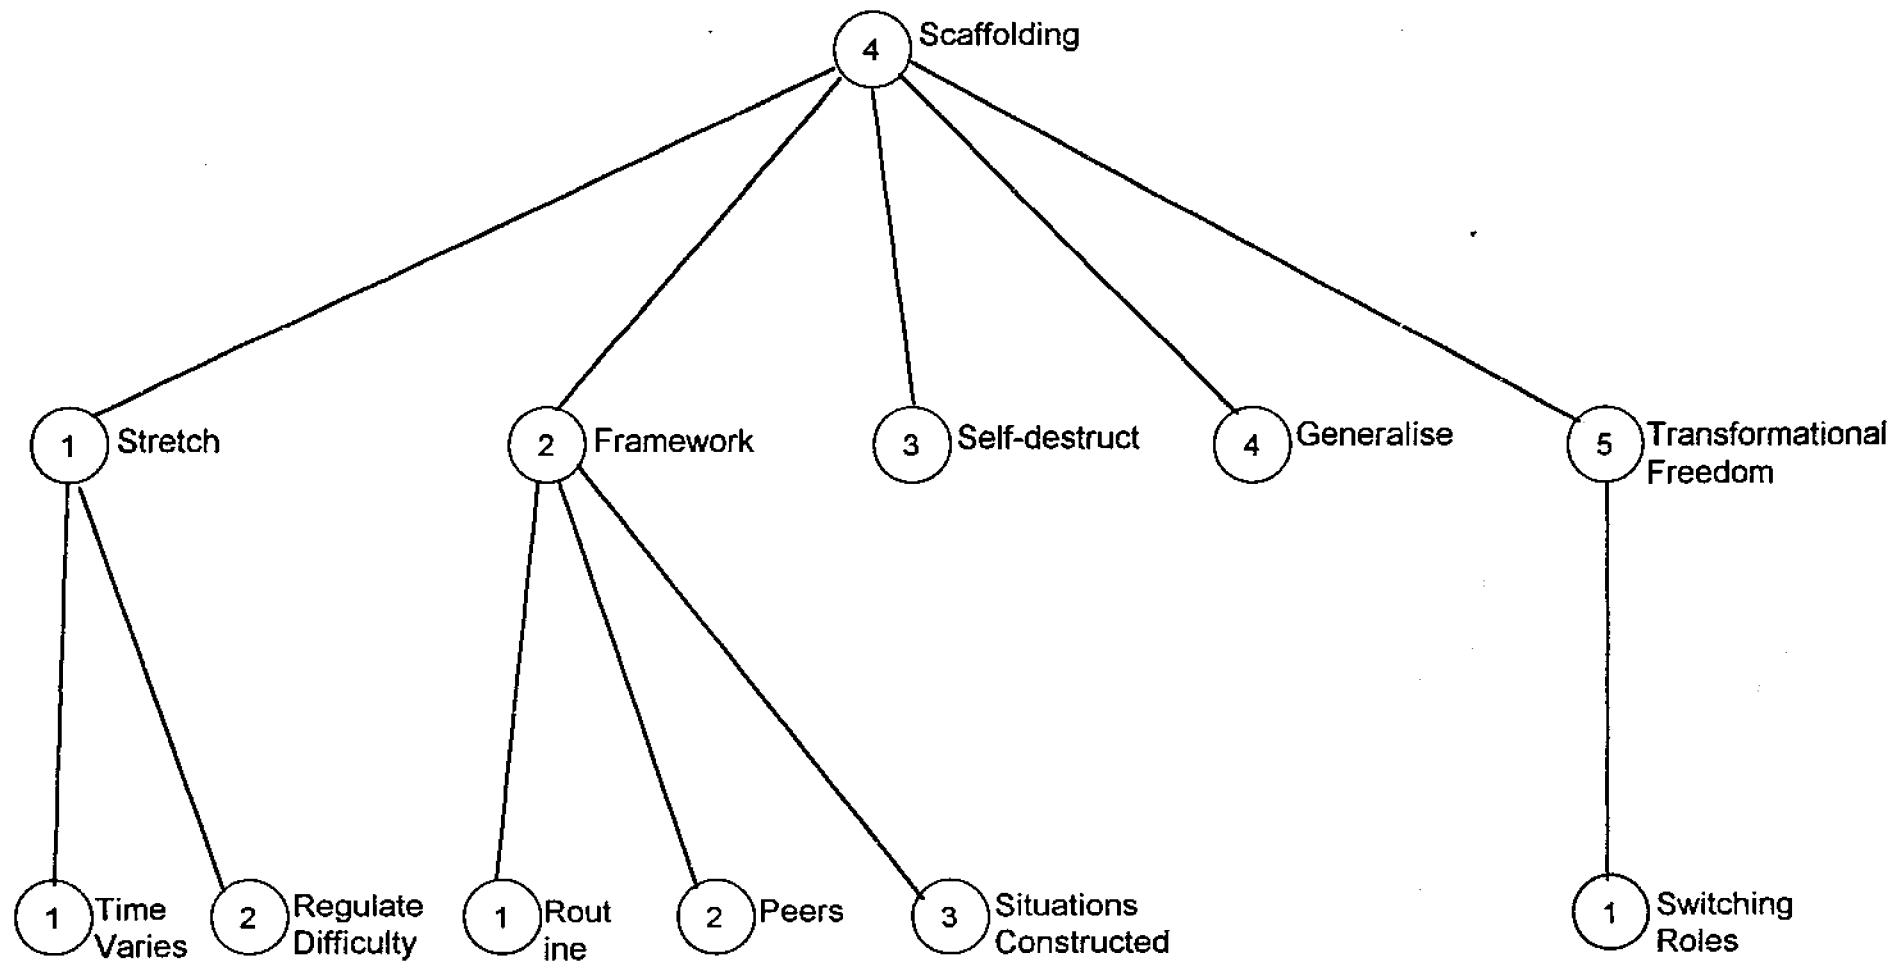 4 Scaffolding
1 Stretch
2 Framework
3 Self-destruct
4 Generalise
5 Transformational
Freedom
1 Time
Varies
2 Regulate
Difficulty
1 Rout
ine
2 Peers
3 Situations
Constructed
1 Switching
Roles